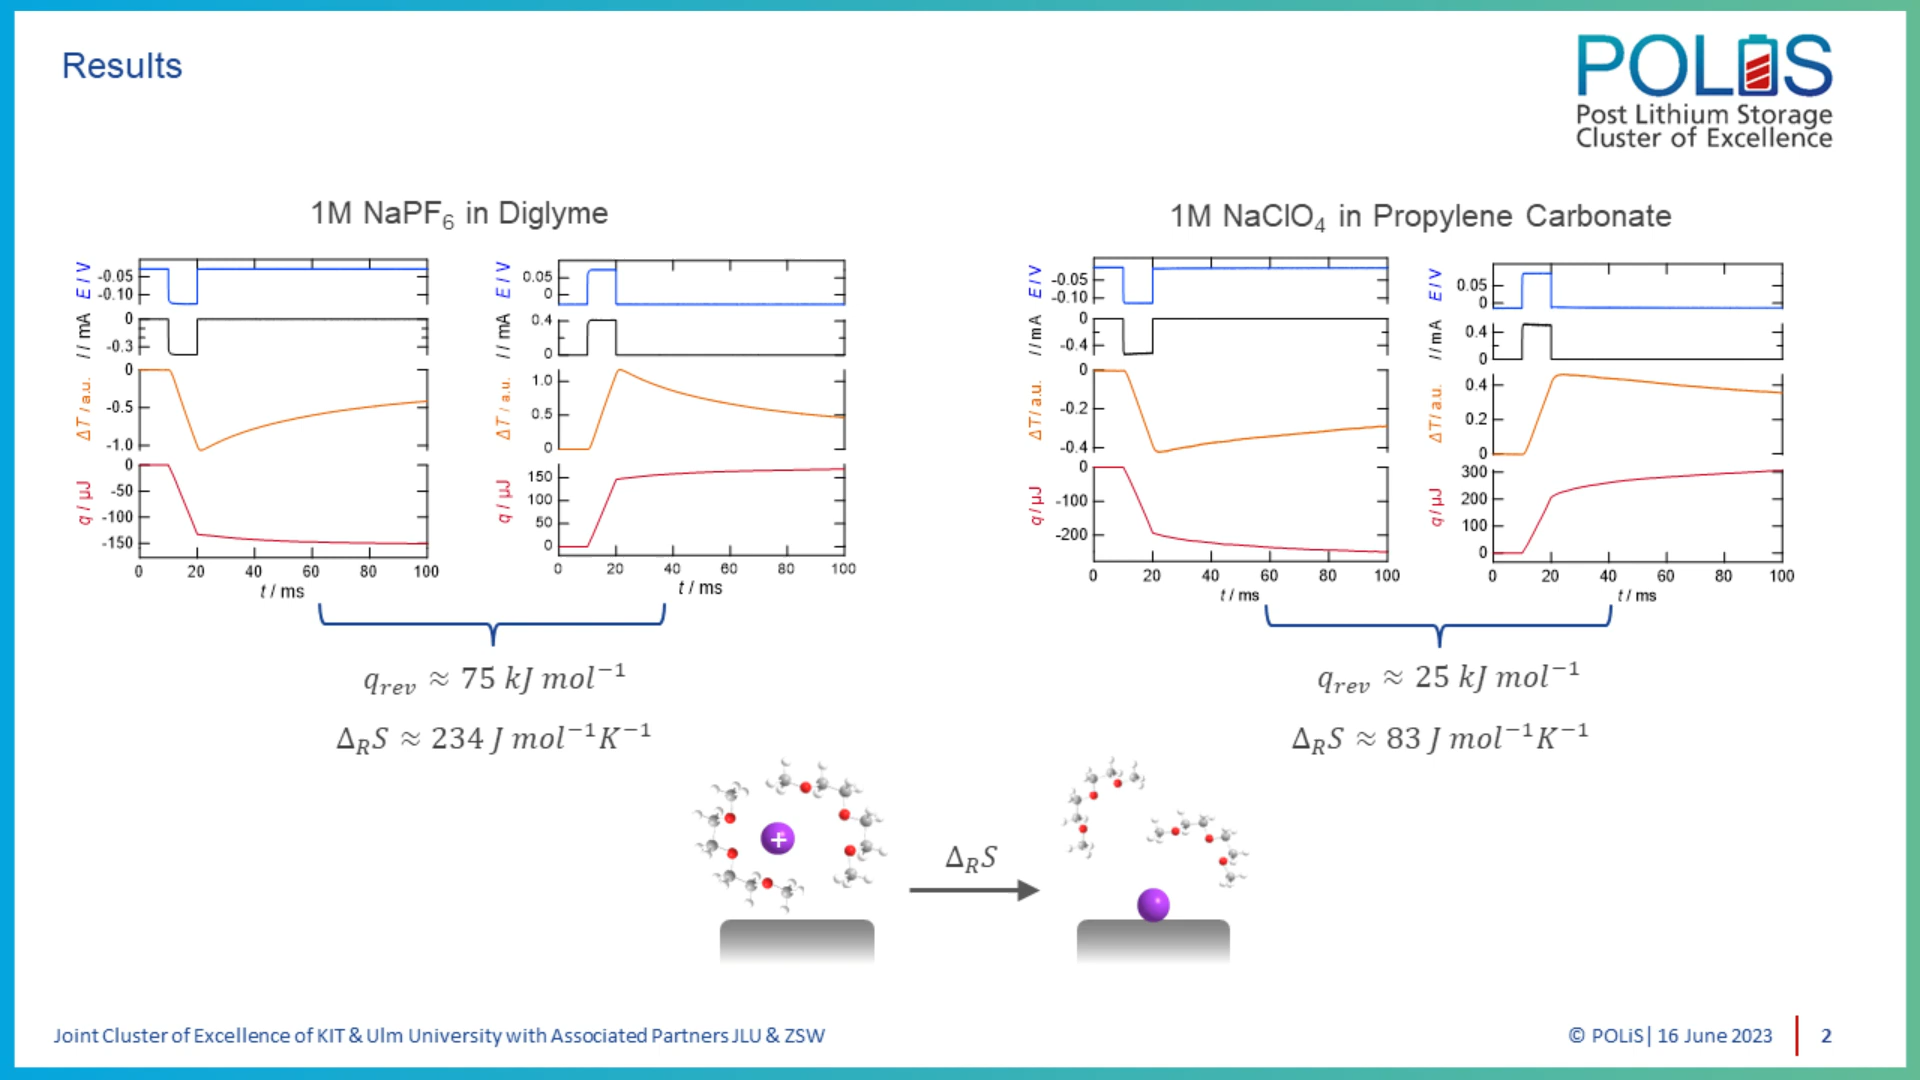 Results
POLiS
Post Lithium Storage
Cluster of Excellence
1M NaPF₆ in Diglyme
1M NaClO₄ in Propylene Carbonate
E / V
-0.05
-0.10
I / mA
0
-0.3
ΔT / a.u.
0
-0.5
-1.0
q / µJ
0
-50
-100
-150
0 20 40 60 80 100
t / ms
E / V
0.05
0
I / mA
0.4
0
ΔT / a.u.
1.0
0.5
0
q / µJ
150
100
50
0
0 20 40 60 80 100
t / ms
E / V
-0.05
-0.10
I / mA
0
-0.4
ΔT / a.u.
0
-0.2
-0.4
q / µJ
0
-100
-200
0 20 40 60 80 100
t / ms
E / V
0.05
0
I / mA
0.4
0
ΔT / a.u.
0.4
0.2
0
q / µJ
300
200
100
0
0 20 40 60 80 100
t / ms
q_rev ≈ 75 kJ mol⁻¹
Δ_R S ≈ 234 J mol⁻¹K⁻¹
q_rev ≈ 25 kJ mol⁻¹
Δ_R S ≈ 83 J mol⁻¹K⁻¹
+
Δ_R S
Joint Cluster of Excellence of KIT & Ulm University with Associated Partners JLU & ZSW
© POLiS | 16 June 2023 2